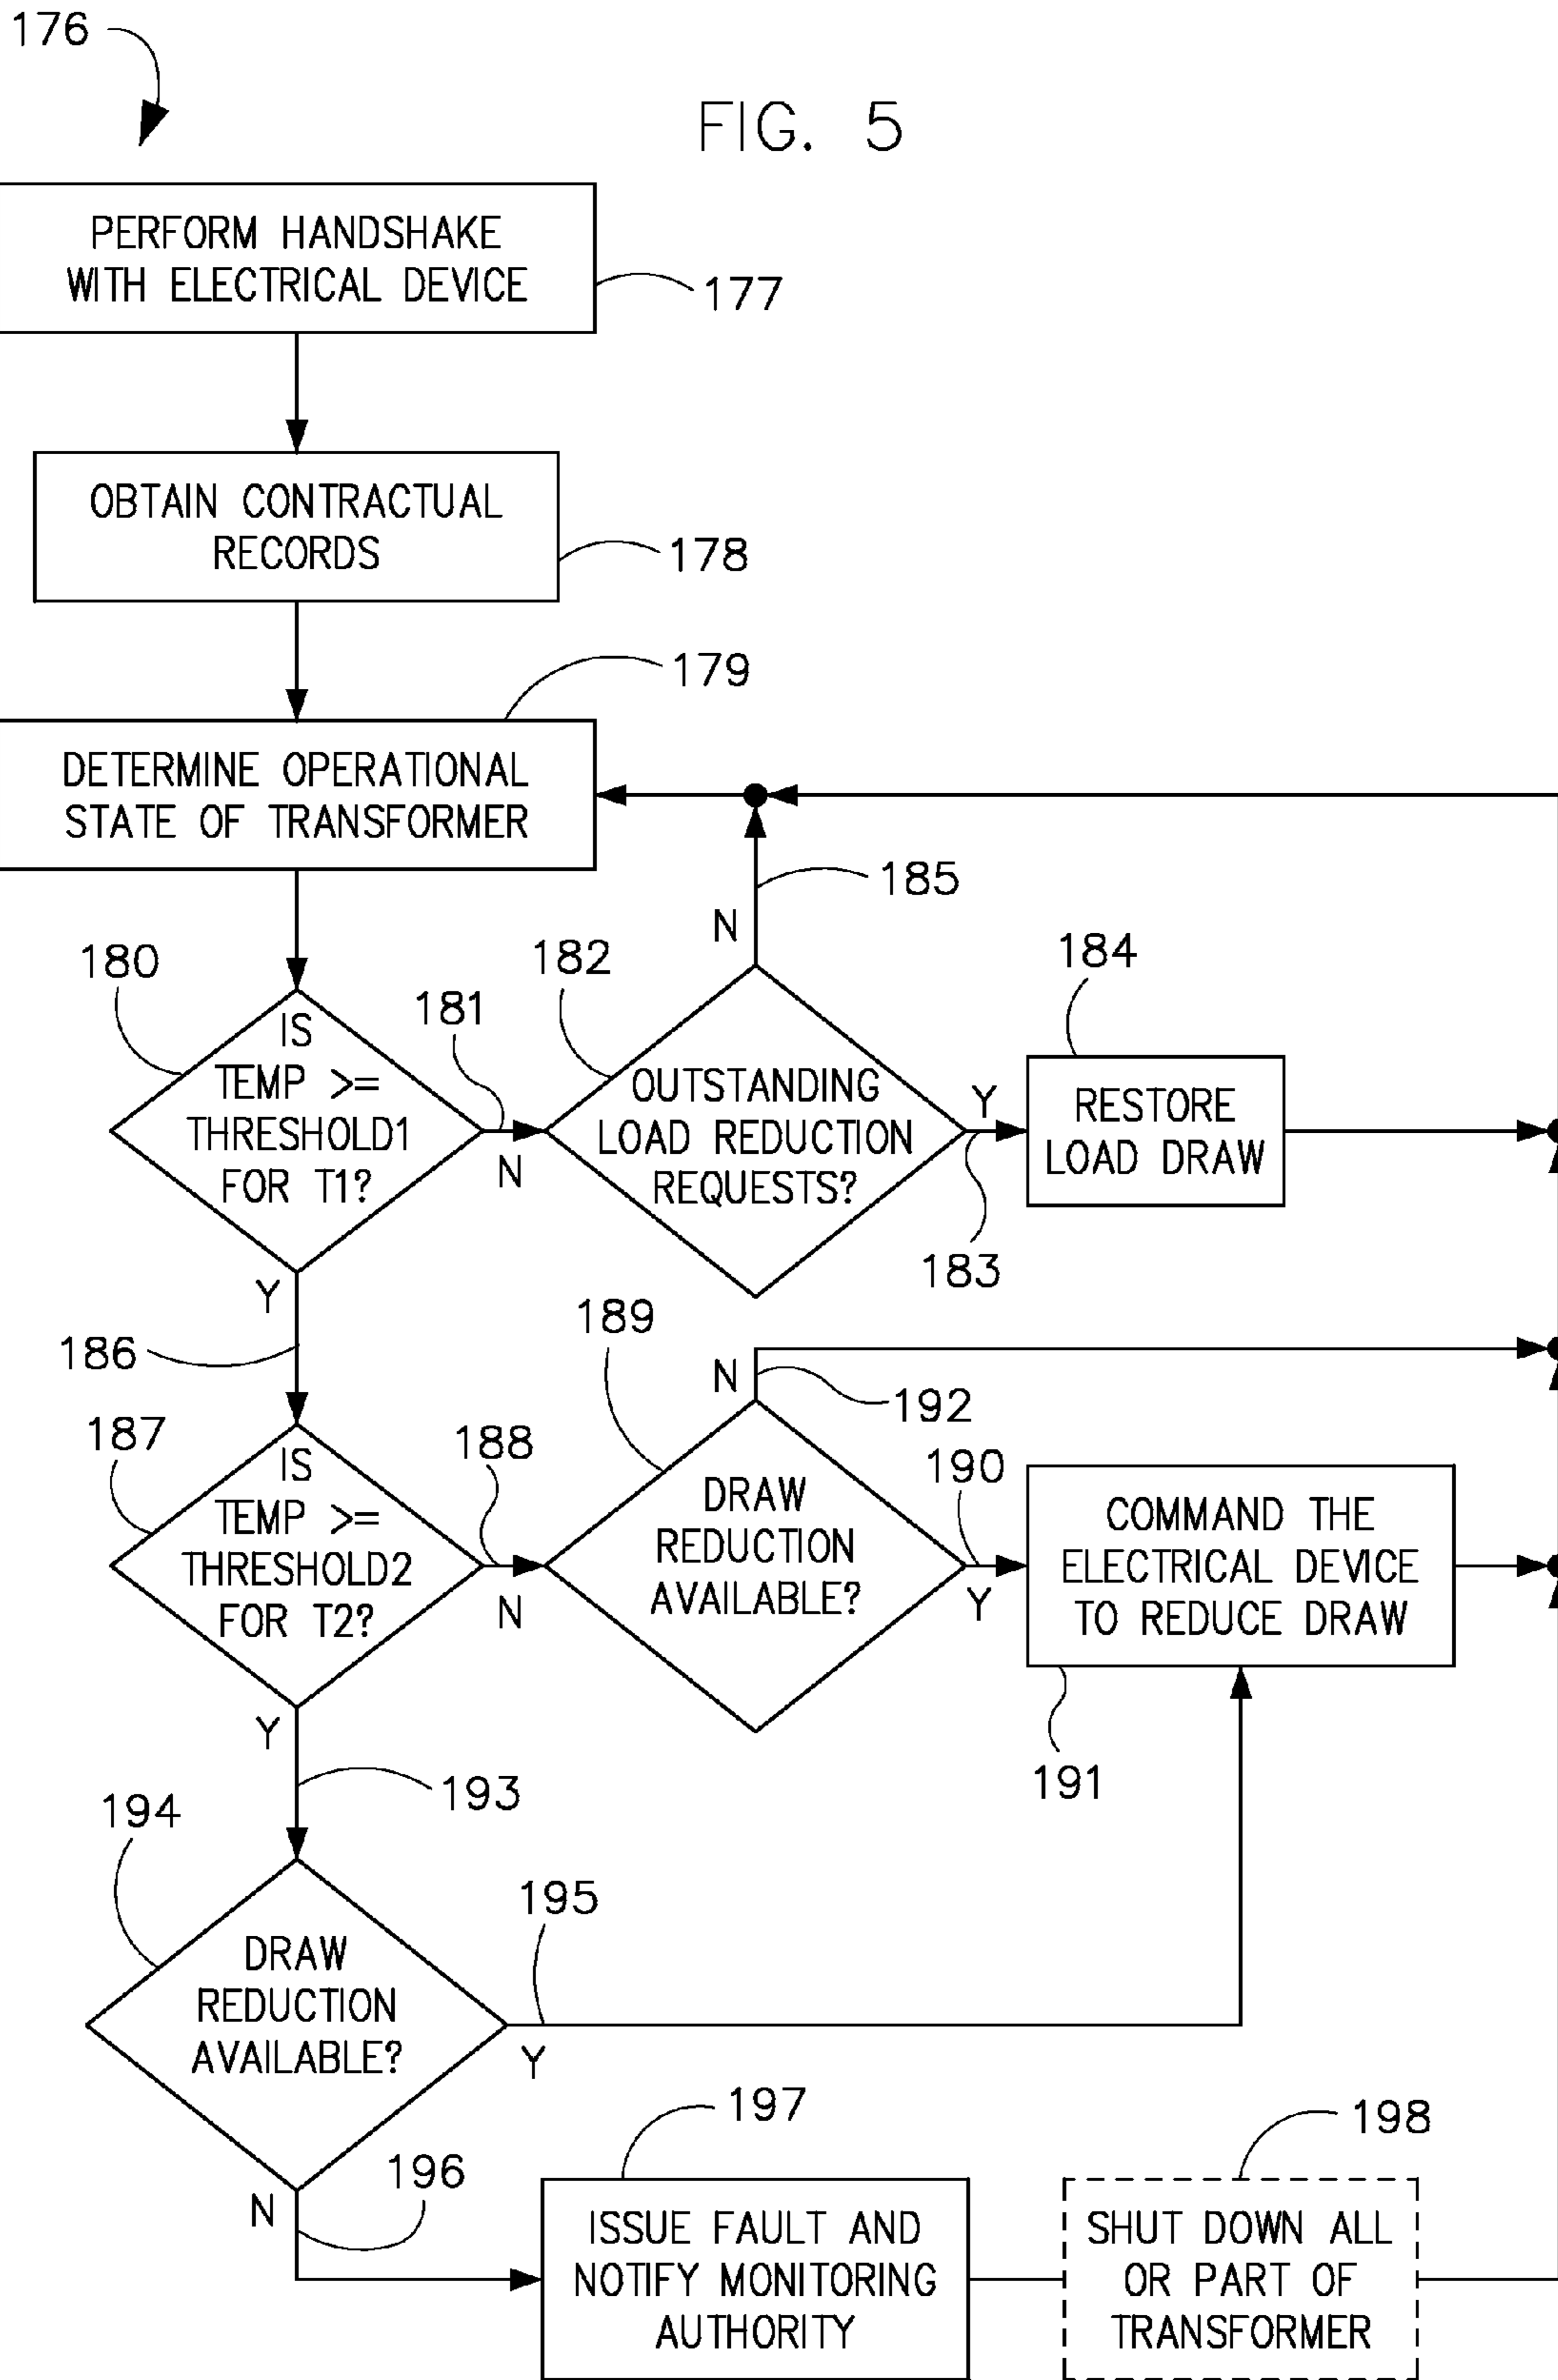 176
FIG. 5
PERFORM HANDSHAKE
WITH ELECTRICAL DEVICE
177
OBTAIN CONTRACTUAL
RECORDS
178
179
DETERMINE OPERATIONAL
STATE OF TRANSFORMER
185
N
180
IS
TEMP >=
THRESHOLD1
FOR T1?
181
N
182
OUTSTANDING
LOAD REDUCTION
REQUESTS?
Y
183
184
RESTORE
LOAD DRAW
Y
186
187
IS
TEMP >=
THRESHOLD2
FOR T2?
188
N
189
N
192
DRAW
REDUCTION
AVAILABLE?
190
Y
COMMAND THE
ELECTRICAL DEVICE
TO REDUCE DRAW
191
Y
193
194
DRAW
REDUCTION
AVAILABLE?
195
Y
N
196
197
ISSUE FAULT AND
NOTIFY MONITORING
AUTHORITY
198
SHUT DOWN ALL
OR PART OF
TRANSFORMER